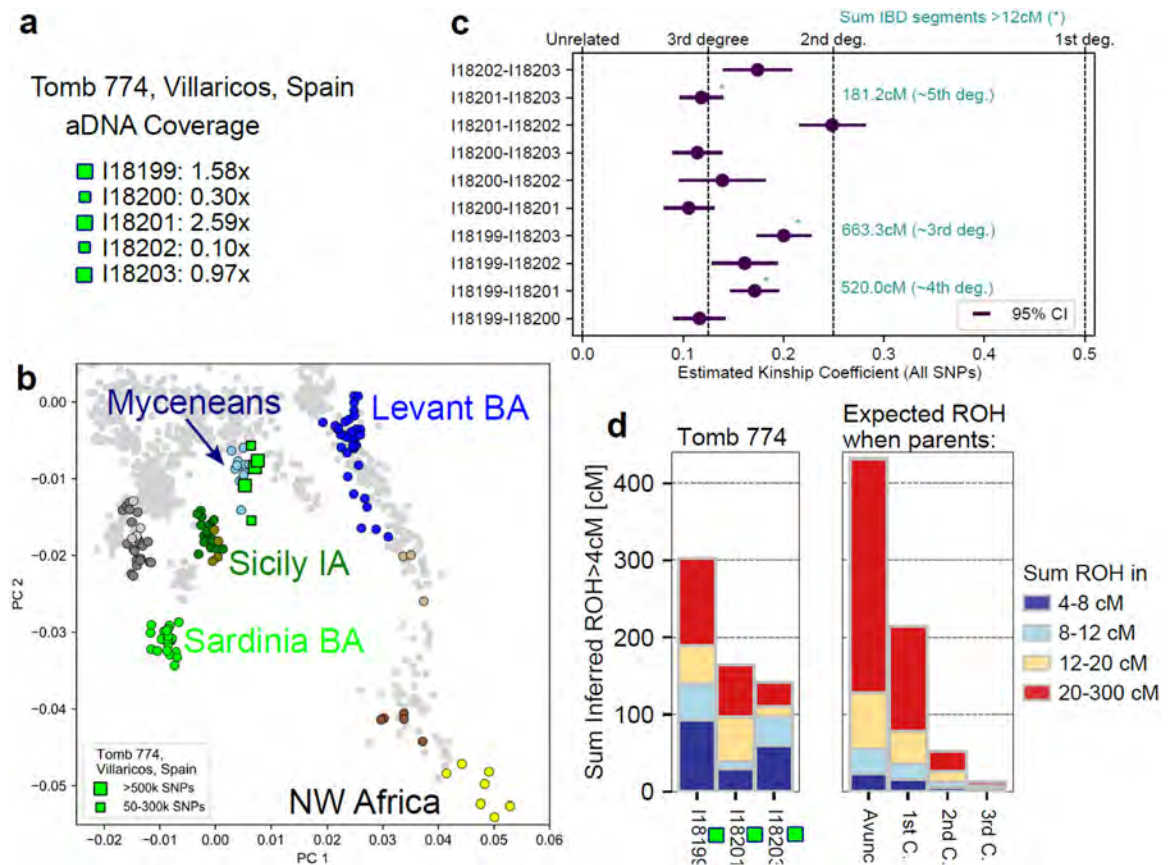 a
Tomb 774, Villaricos, Spain
aDNA Coverage
I18199: 1.58x
I18200: 0.30x
I18201: 2.59x
I18202: 0.10x
I18203: 0.97x
c
Sum IBD segments >12cM (*)
Unrelated 3rd degree 2nd deg. 1st deg.
I18202-I18203
I18201-I18203 * 181.2cM (~5th deg.)
I18201-I18202
I18200-I18203
I18200-I18202
I18200-I18201
I18199-I18203 * 663.3cM (~3rd deg.)
I18199-I18202
I18199-I18201 * 520.0cM (~4th deg.)
I18199-I18200
95% CI
0.0 0.1 0.2 0.3 0.4 0.5
Estimated Kinship Coefficient (All SNPs)
b
0.00
−0.01
−0.02
−0.03
−0.04
−0.05
PC 2
Myceneans
Levant BA
Sicily IA
Sardinia BA
NW Africa
Tomb 774,
Villaricos, Spain
>500k SNPs
50-300k SNPs
−0.02 −0.01 0.00 0.01 0.02 0.03 0.04 0.05 0.06
PC 1
d
Tomb 774
Expected ROH
when parents:
Sum Inferred ROH>4cM [cM]
400
300
200
100
0
I18199
I18201
I18203
Avunc.
1st C.
2nd C.
3rd C.
Sum ROH in
4-8 cM
8-12 cM
12-20 cM
20-300 cM